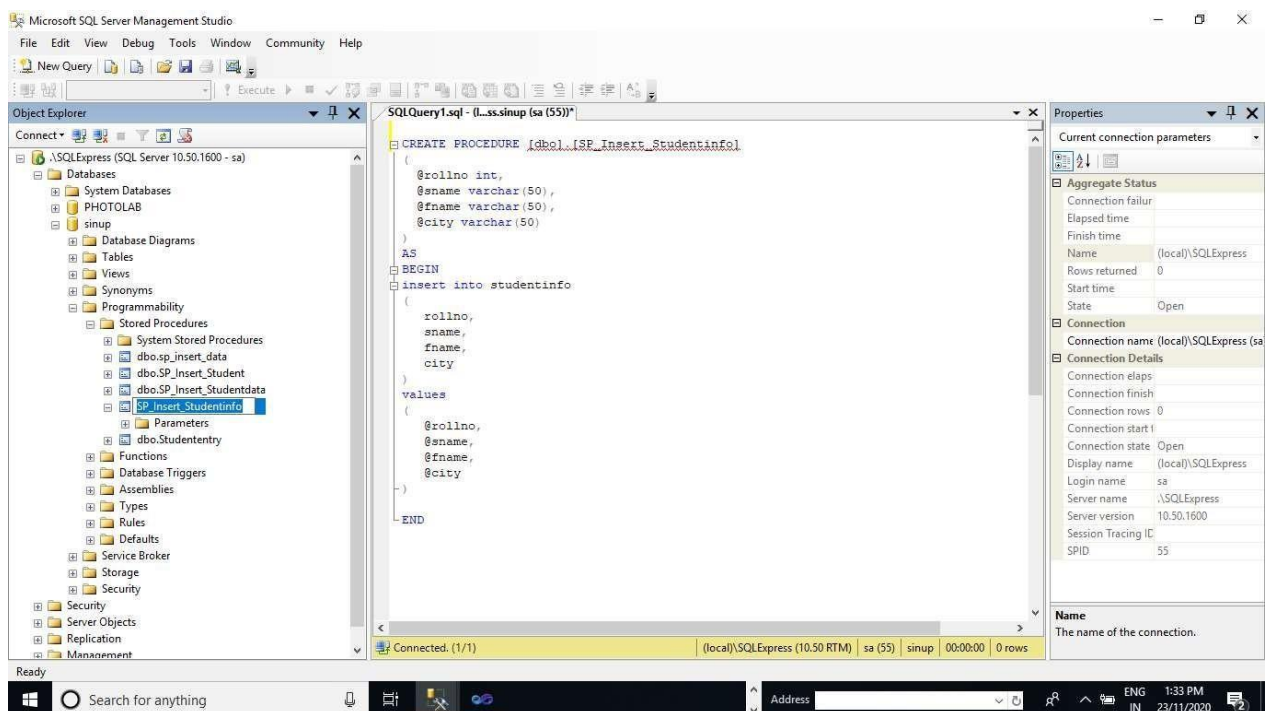 Microsoft SQL Server Management Studio
File Edit View Debug Tools Window Community Help
New Query
Execute
Object Explorer
Connect
.\SQLExpress (SQL Server 10.50.1600 - sa)
Databases
System Databases
PHOTOLAB
sinup
Database Diagrams
Tables
Views
Synonyms
Programmability
Stored Procedures
System Stored Procedures
dbo.sp_insert_data
dbo.SP_Insert_Student
dbo.SP_Insert_Studentdata
SP_Insert_Studentinfo
Parameters
dbo.Studententry
Functions
Database Triggers
Assemblies
Types
Rules
Defaults
Service Broker
Storage
Security
Security
Server Objects
Replication
Management
SQLQuery1.sql - (l...ss.sinup (sa (55))*
CREATE PROCEDURE [dbo].[SP_Insert_Studentinfo]
(
@rollno int,
@sname varchar(50),
@fname varchar(50),
@city varchar(50)
)
AS
BEGIN
insert into studentinfo
(
rollno,
sname,
fname,
city
)
values
(
@rollno,
@sname,
@fname,
@city
)
END
Connected. (1/1) (local)\SQLExpress (10.50 RTM) sa (55) sinup 00:00:00 0 rows
Properties
Current connection parameters
Aggregate Status
Connection failur
Elapsed time
Finish time
Name (local)\SQLExpress
Rows returned 0
Start time
State Open
Connection
Connection name (local)\SQLExpress (sa
Connection Details
Connection elaps
Connection finish
Connection rows 0
Connection start t
Connection state Open
Display name (local)\SQLExpress
Login name sa
Server name .\SQLExpress
Server version 10.50.1600
Session Tracing ID
SPID 55
Name
The name of the connection.
Ready
Search for anything
Address
ENG
IN
1:33 PM
23/11/2020